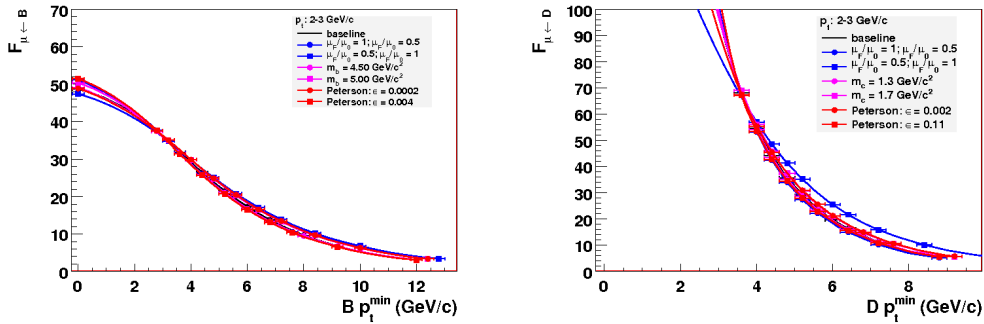 F μ ← B
70
60
50
40
30
20
10
0
0 2 4 6 8 10 12
B p_t^min (GeV/c)
p_t: 2-3 GeV/c
baseline
μ_F/μ_0 = 1; μ_F/μ_0 = 0.5
μ_F/μ_0 = 0.5; μ_F/μ_0 = 1
m_b = 4.50 GeV/c²
m_b = 5.00 GeV/c²
Peterson: ε = 0.0002
Peterson: ε = 0.004
F μ ← D
100
90
80
70
60
50
40
30
20
10
0
0 2 4 6 8
D p_t^min (GeV/c)
p_t: 2-3 GeV/c
baseline
μ_F/μ_0 = 1; μ_F/μ_0 = 0.5
μ_F/μ_0 = 0.5; μ_F/μ_0 = 1
m_c = 1.3 GeV/c²
m_c = 1.7 GeV/c²
Peterson: ε = 0.002
Peterson: ε = 0.11